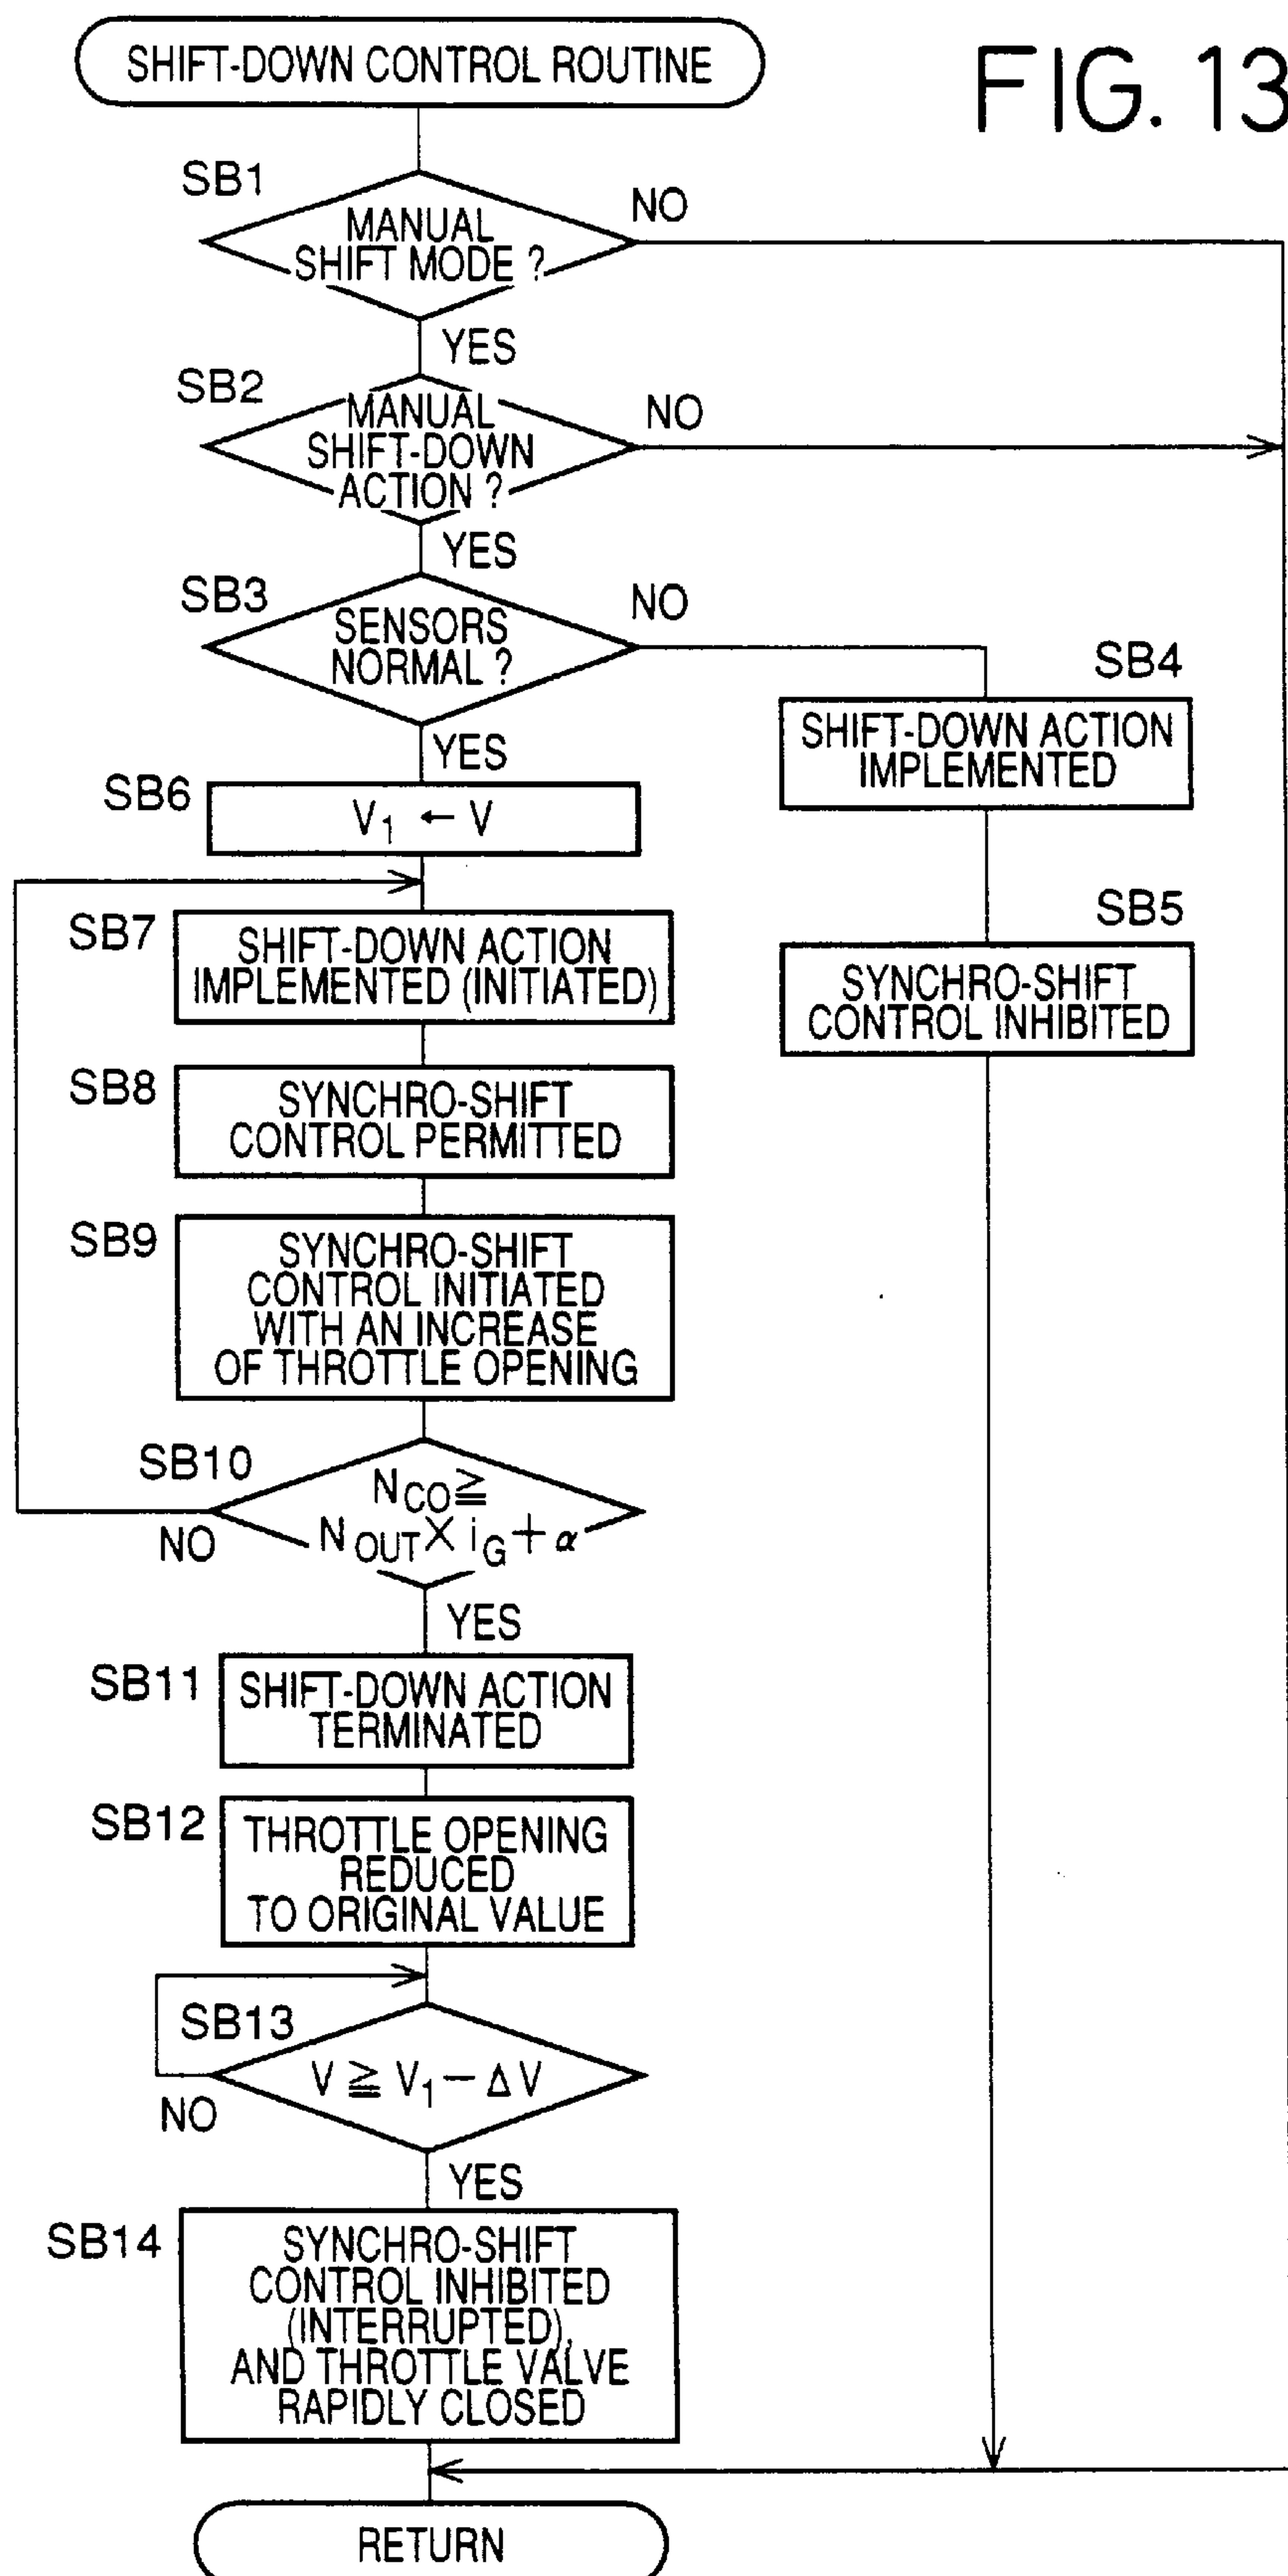 SHIFT-DOWN CONTROL ROUTINE
FIG. 13
SB1
MANUAL
SHIFT MODE ?
NO
YES
SB2
MANUAL
SHIFT-DOWN
ACTION ?
NO
YES
SB3
SENSORS
NORMAL ?
NO
YES
SB4
SHIFT-DOWN ACTION
IMPLEMENTED
SB5
SYNCHRO-SHIFT
CONTROL INHIBITED
SB6
V₁ ← V
SB7
SHIFT-DOWN ACTION
IMPLEMENTED (INITIATED)
SB8
SYNCHRO-SHIFT
CONTROL PERMITTED
SB9
SYNCHRO-SHIFT
CONTROL INITIATED
WITH AN INCREASE
OF THROTTLE OPENING
SB10
N_CO ≧
N_OUT × i_G + α
NO
YES
SB11
SHIFT-DOWN ACTION
TERMINATED
SB12
THROTTLE OPENING
REDUCED
TO ORIGINAL VALUE
SB13
V ≧ V₁ − ΔV
NO
YES
SB14
SYNCHRO-SHIFT
CONTROL INHIBITED
(INTERRUPTED),
AND THROTTLE VALVE
RAPIDLY CLOSED
RETURN